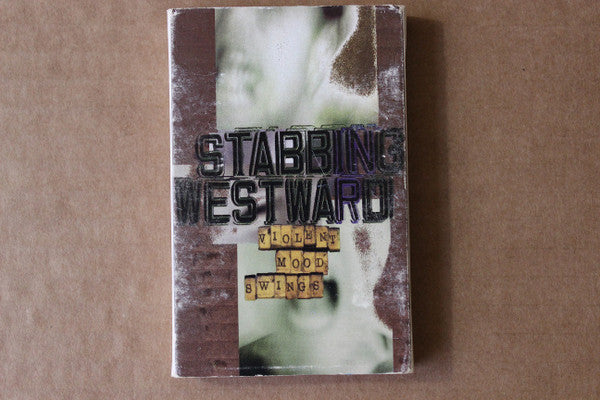 STABBING
WESTWARD
VIOLENT
MOOD
SWINGS